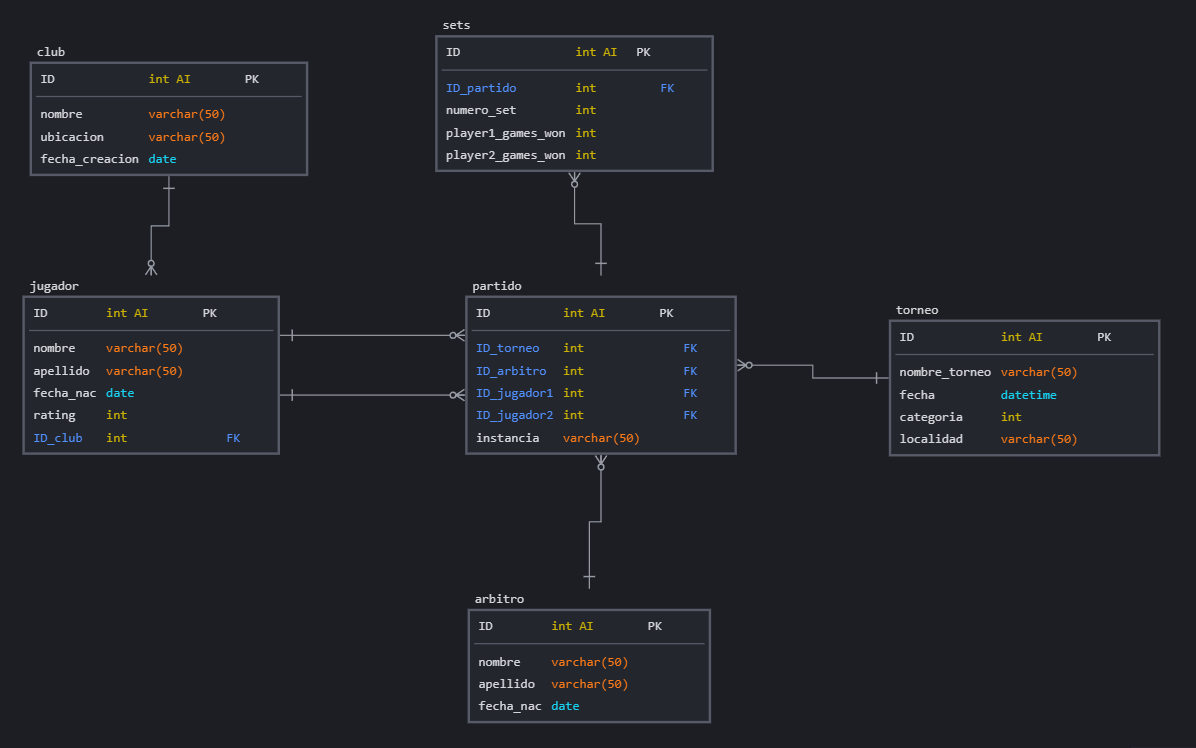 club
ID int AI PK
nombre varchar(50)
ubicacion varchar(50)
fecha_creacion date
sets
ID int AI PK
ID_partido int FK
numero_set int
player1_games_won int
player2_games_won int
jugador
ID int AI PK
nombre varchar(50)
apellido varchar(50)
fecha_nac date
rating int
ID_club int FK
partido
ID int AI PK
ID_torneo int FK
ID_arbitro int FK
ID_jugador1 int FK
ID_jugador2 int FK
instancia varchar(50)
torneo
ID int AI PK
nombre_torneo varchar(50)
fecha datetime
categoria int
localidad varchar(50)
arbitro
ID int AI PK
nombre varchar(50)
apellido varchar(50)
fecha_nac date